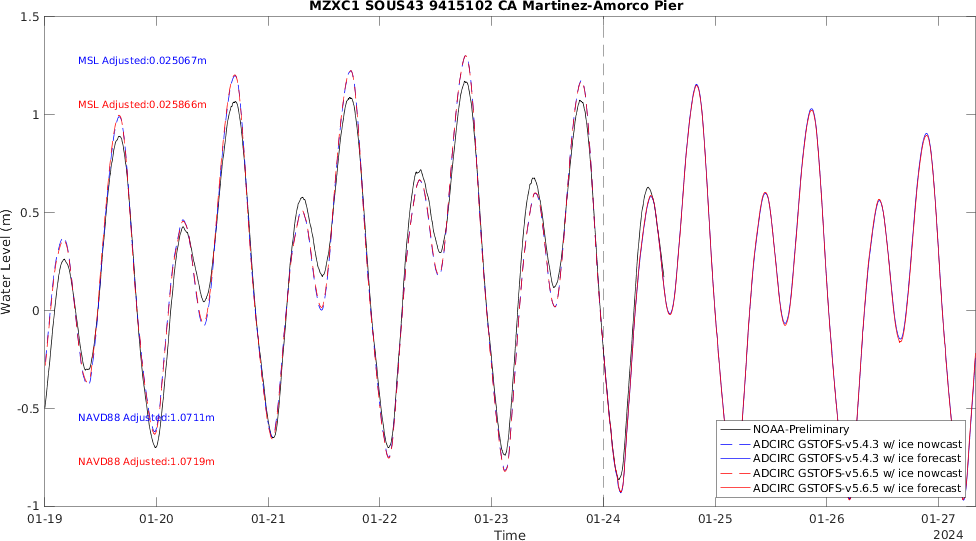 MZXC1 SOUS43 9415102 CA Martinez-Amorco Pier
1.5
1
0.5
0
-0.5
-1
Water Level (m)
MSL Adjusted:0.025067m
MSL Adjusted:0.025866m
NAVD88 Adjusted:1.0711m
NAVD88 Adjusted:1.0719m
NOAA-Preliminary
ADCIRC GSTOFS-v5.4.3 w/ ice nowcast
ADCIRC GSTOFS-v5.4.3 w/ ice forecast
ADCIRC GSTOFS-v5.6.5 w/ ice nowcast
ADCIRC GSTOFS-v5.6.5 w/ ice forecast
01-19 01-20 01-21 01-22 01-23 01-24 01-25 01-26 01-27
Time
2024